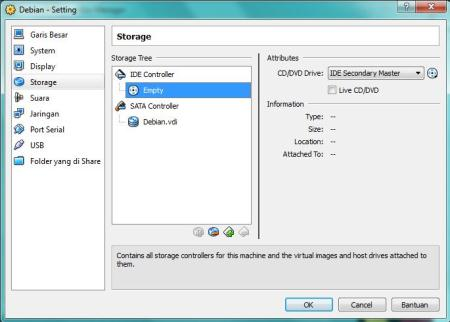 Debian - Setting
Garis Besar
System
Display
Storage
Suara
Jaringan
Port Serial
USB
Folder yang di Share
Storage
Storage Tree
IDE Controller
Empty
SATA Controller
Debian.vdi
Attributes
CD/DVD Drive: IDE Secondary Master
Live CD/DVD
Information
Type: --
Size: --
Location: --
Attached To: --
Contains all storage controllers for this machine and the virtual images and host drives attached to
them.
OK Cancel Bantuan